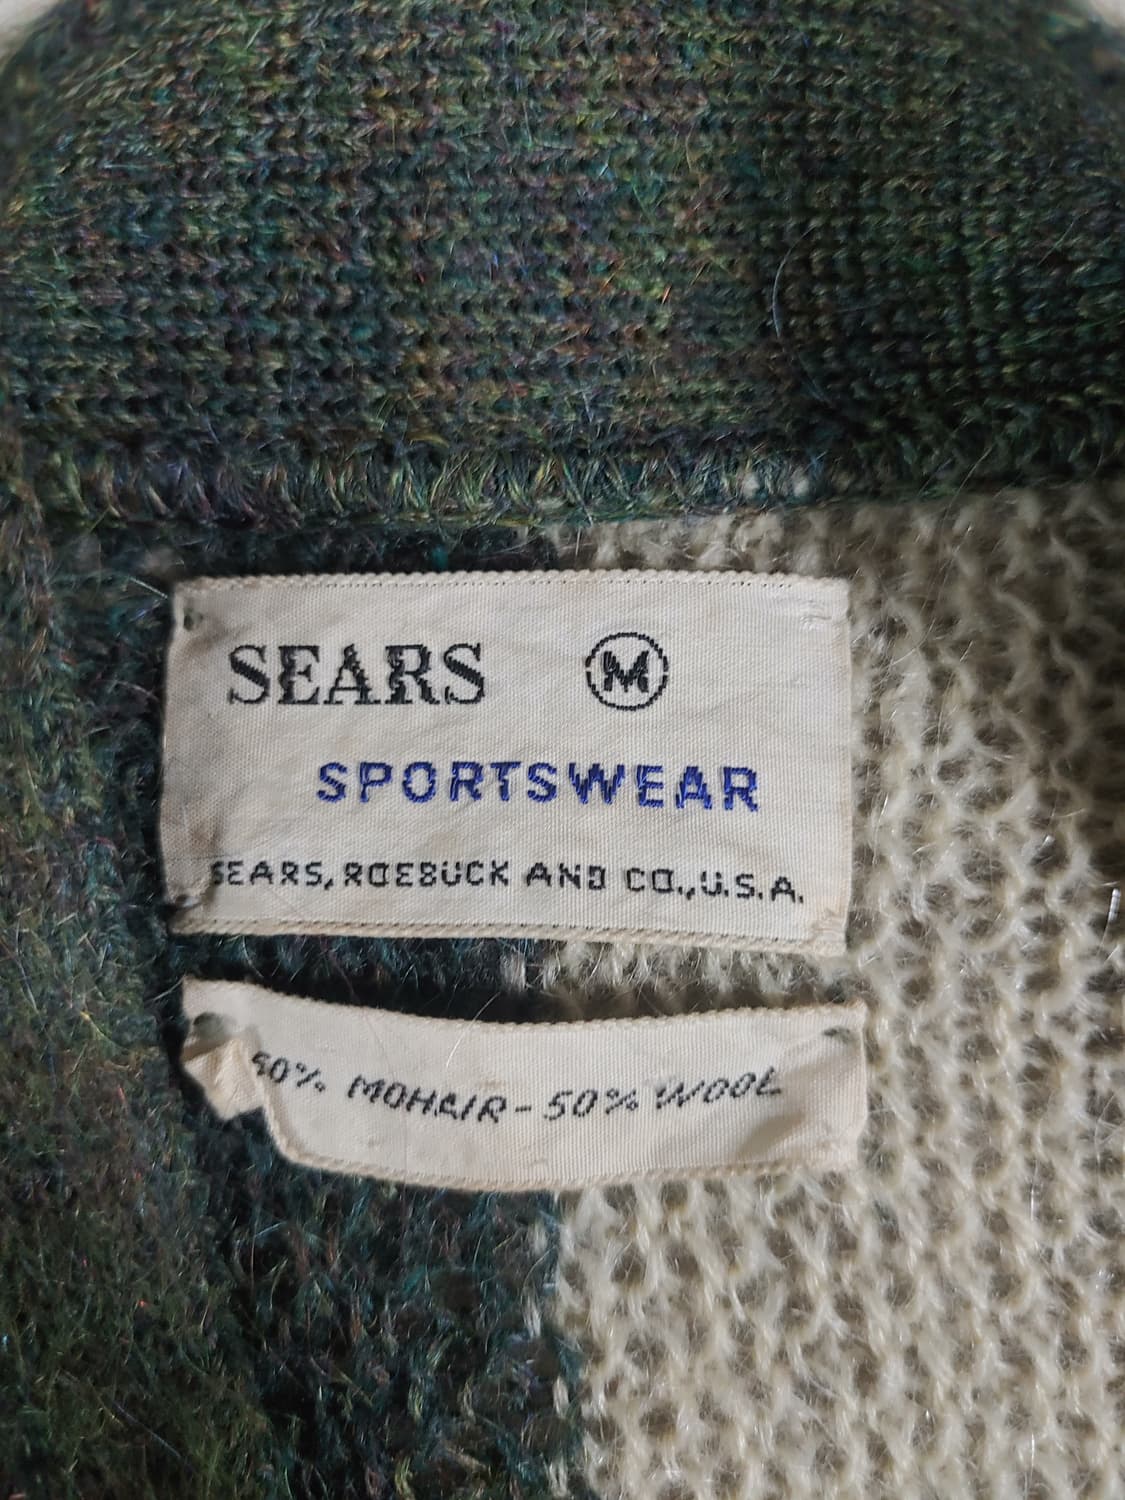 SEARS M
SPORTSWEAR
SEARS, ROEBUCK AND CO., U.S.A.
50% MOHAIR - 50% WOOL